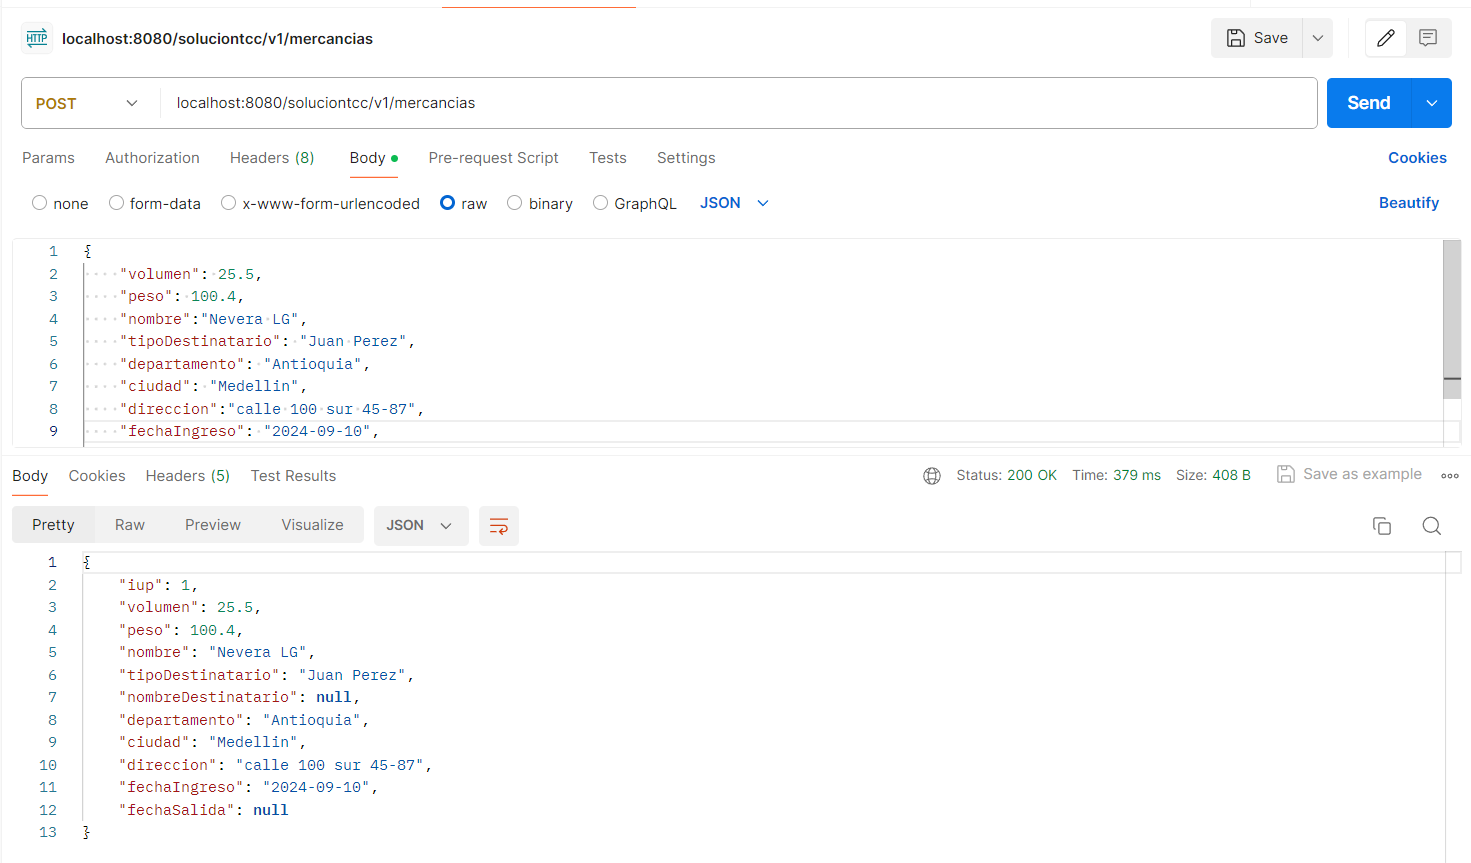 HTTP localhost:8080/soluciontcc/v1/mercancias Save
POST localhost:8080/soluciontcc/v1/mercancias Send
Params Authorization Headers (8) Body Pre-request Script Tests Settings Cookies
none form-data x-www-form-urlencoded raw binary GraphQL JSON Beautify
1 {
2 "volumen": 25.5,
3 "peso": 100.4,
4 "nombre":"Nevera LG",
5 "tipoDestinatario": "Juan Perez",
6 "departamento": "Antioquia",
7 "ciudad": "Medellin",
8 "direccion":"calle 100 sur 45-87",
9 "fechaIngreso": "2024-09-10",
Body Cookies Headers (5) Test Results Status: 200 OK Time: 379 ms Size: 408 B Save as example
Pretty Raw Preview Visualize JSON
1 {
2 "iup": 1,
3 "volumen": 25.5,
4 "peso": 100.4,
5 "nombre": "Nevera LG",
6 "tipoDestinatario": "Juan Perez",
7 "nombreDestinatario": null,
8 "departamento": "Antioquia",
9 "ciudad": "Medellin",
10 "direccion": "calle 100 sur 45-87",
11 "fechaIngreso": "2024-09-10",
12 "fechaSalida": null
13 }